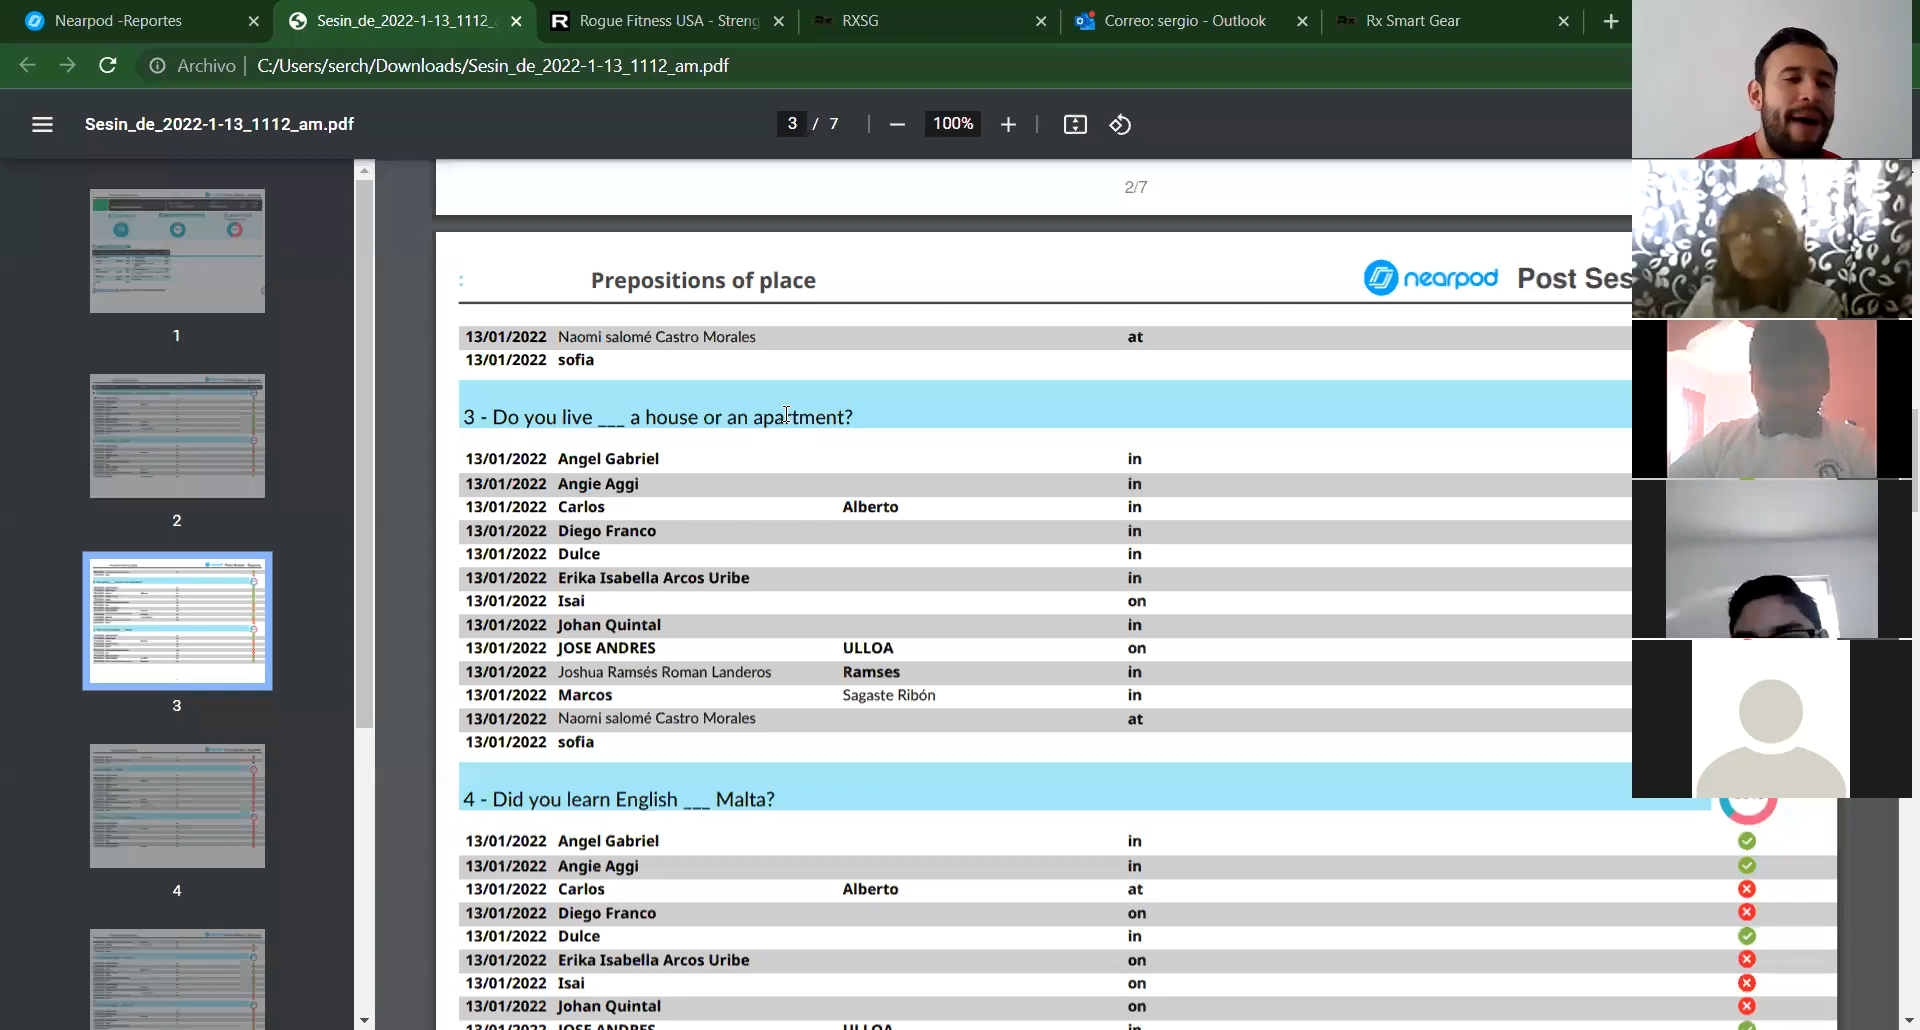 Nearpod -Reportes
Sesin_de_2022-1-13_1112_
Rogue Fitness USA - Streng
RXSG
Correo: sergio - Outlook
Rx Smart Gear
Archivo C:/Users/serch/Downloads/Sesin_de_2022-1-13_1112_am.pdf
Sesin_de_2022-1-13_1112_am.pdf
3 / 7
100%
1
2
3
4
2/7
: Prepositions of place nearpod Post Ses
13/01/2022 Naomi salomé Castro Morales at
13/01/2022 sofia
3 - Do you live ___ a house or an apartment?
13/01/2022 Angel Gabriel in
13/01/2022 Angie Aggi in
13/01/2022 Carlos Alberto in
13/01/2022 Diego Franco in
13/01/2022 Dulce in
13/01/2022 Erika Isabella Arcos Uribe in
13/01/2022 Isai on
13/01/2022 Johan Quintal in
13/01/2022 JOSE ANDRES ULLOA on
13/01/2022 Joshua Ramsés Roman Landeros Ramses in
13/01/2022 Marcos Sagaste Ribón in
13/01/2022 Naomi salomé Castro Morales at
13/01/2022 sofia
4 - Did you learn English ___ Malta?
13/01/2022 Angel Gabriel in
13/01/2022 Angie Aggi in
13/01/2022 Carlos Alberto at
13/01/2022 Diego Franco on
13/01/2022 Dulce in
13/01/2022 Erika Isabella Arcos Uribe on
13/01/2022 Isai on
13/01/2022 Johan Quintal on
13/01/2022 JOSE ANDRES ULLOA in